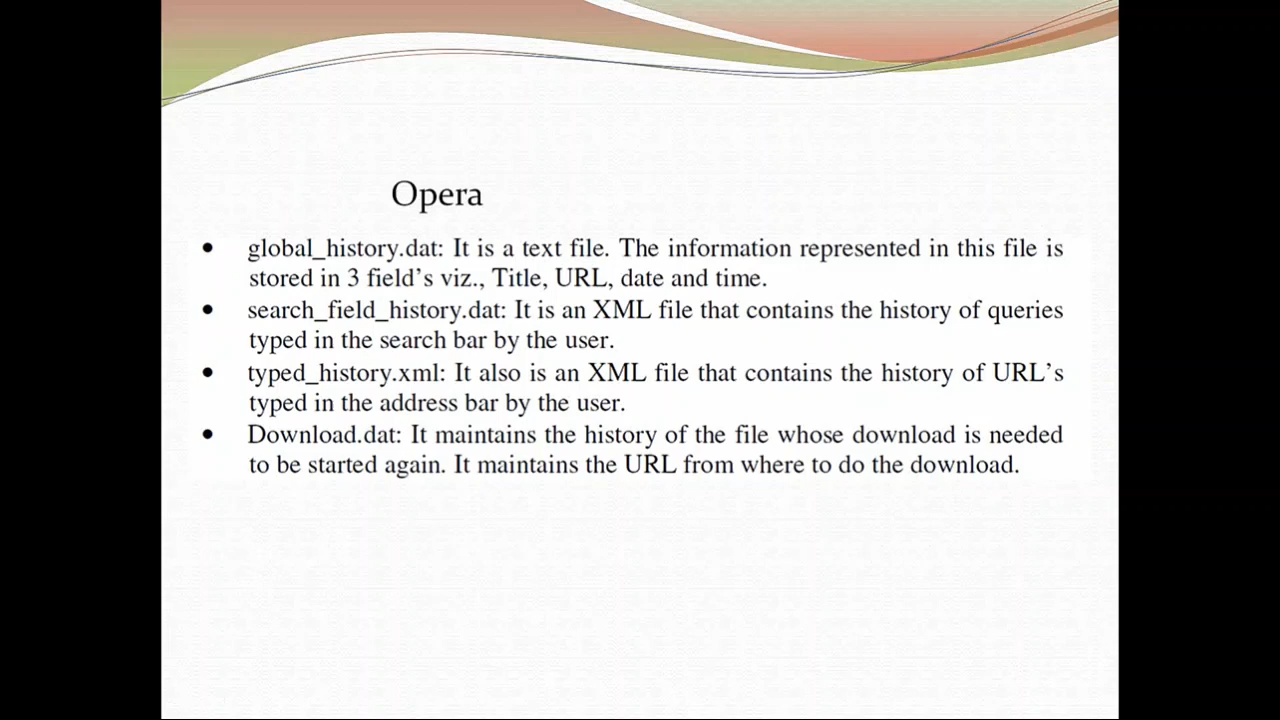 Opera
• global_history.dat: It is a text file. The information represented in this file is
stored in 3 field’s viz., Title, URL, date and time.
• search_field_history.dat: It is an XML file that contains the history of queries
typed in the search bar by the user.
• typed_history.xml: It also is an XML file that contains the history of URL’s
typed in the address bar by the user.
• Download.dat: It maintains the history of the file whose download is needed
to be started again. It maintains the URL from where to do the download.